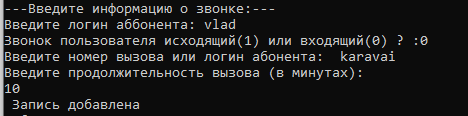 ---Введите информацию о звонке:---
Введите логин аббонента: vlad
Звонок пользователя исходящий(1) или входящий(0) ? :0
Введите номер вызова или логин абонента:  karavai
Введите продолжительность вызова (в минутах):
10
 Запись добавлена